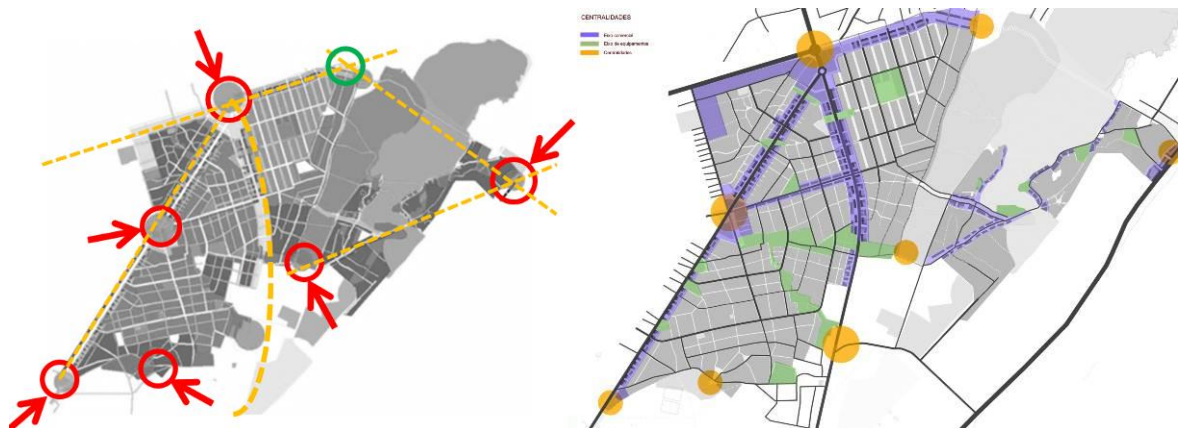 CENTRALIDADES
Eixo comercial
Eixo de equipamentos
Centralidades